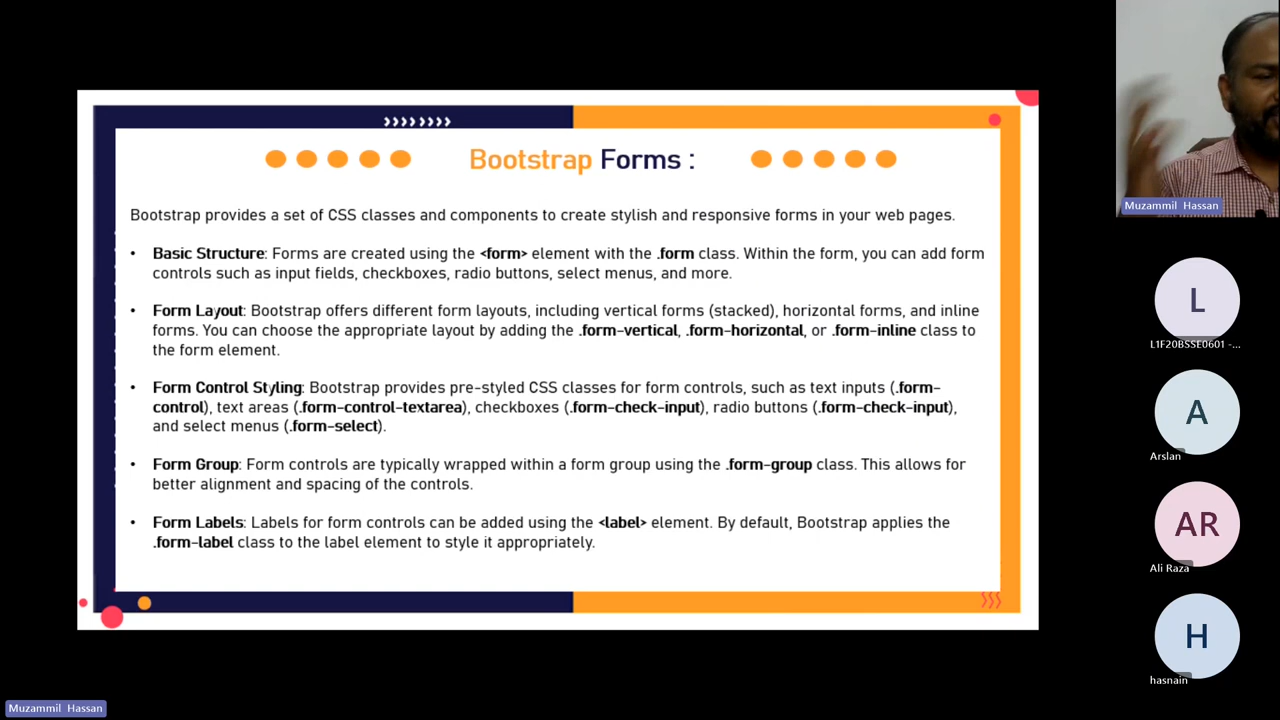 Bootstrap Forms :
Bootstrap provides a set of CSS classes and components to create stylish and responsive forms in your web pages.
• Basic Structure: Forms are created using the <form> element with the .form class. Within the form, you can add form
controls such as input fields, checkboxes, radio buttons, select menus, and more.
• Form Layout: Bootstrap offers different form layouts, including vertical forms (stacked), horizontal forms, and inline
forms. You can choose the appropriate layout by adding the .form-vertical, .form-horizontal, or .form-inline class to
the form element.
• Form Control Styling: Bootstrap provides pre-styled CSS classes for form controls, such as text inputs (.form-
control), text areas (.form-control-textarea), checkboxes (.form-check-input), radio buttons (.form-check-input),
and select menus (.form-select).
• Form Group: Form controls are typically wrapped within a form group using the .form-group class. This allows for
better alignment and spacing of the controls.
• Form Labels: Labels for form controls can be added using the <label> element. By default, Bootstrap applies the
.form-label class to the label element to style it appropriately.
Muzammil Hassan
L
L1F20BSSE0601 -...
A
Arslan
AR
Ali Raza
H
hasnain
Muzammil Hassan